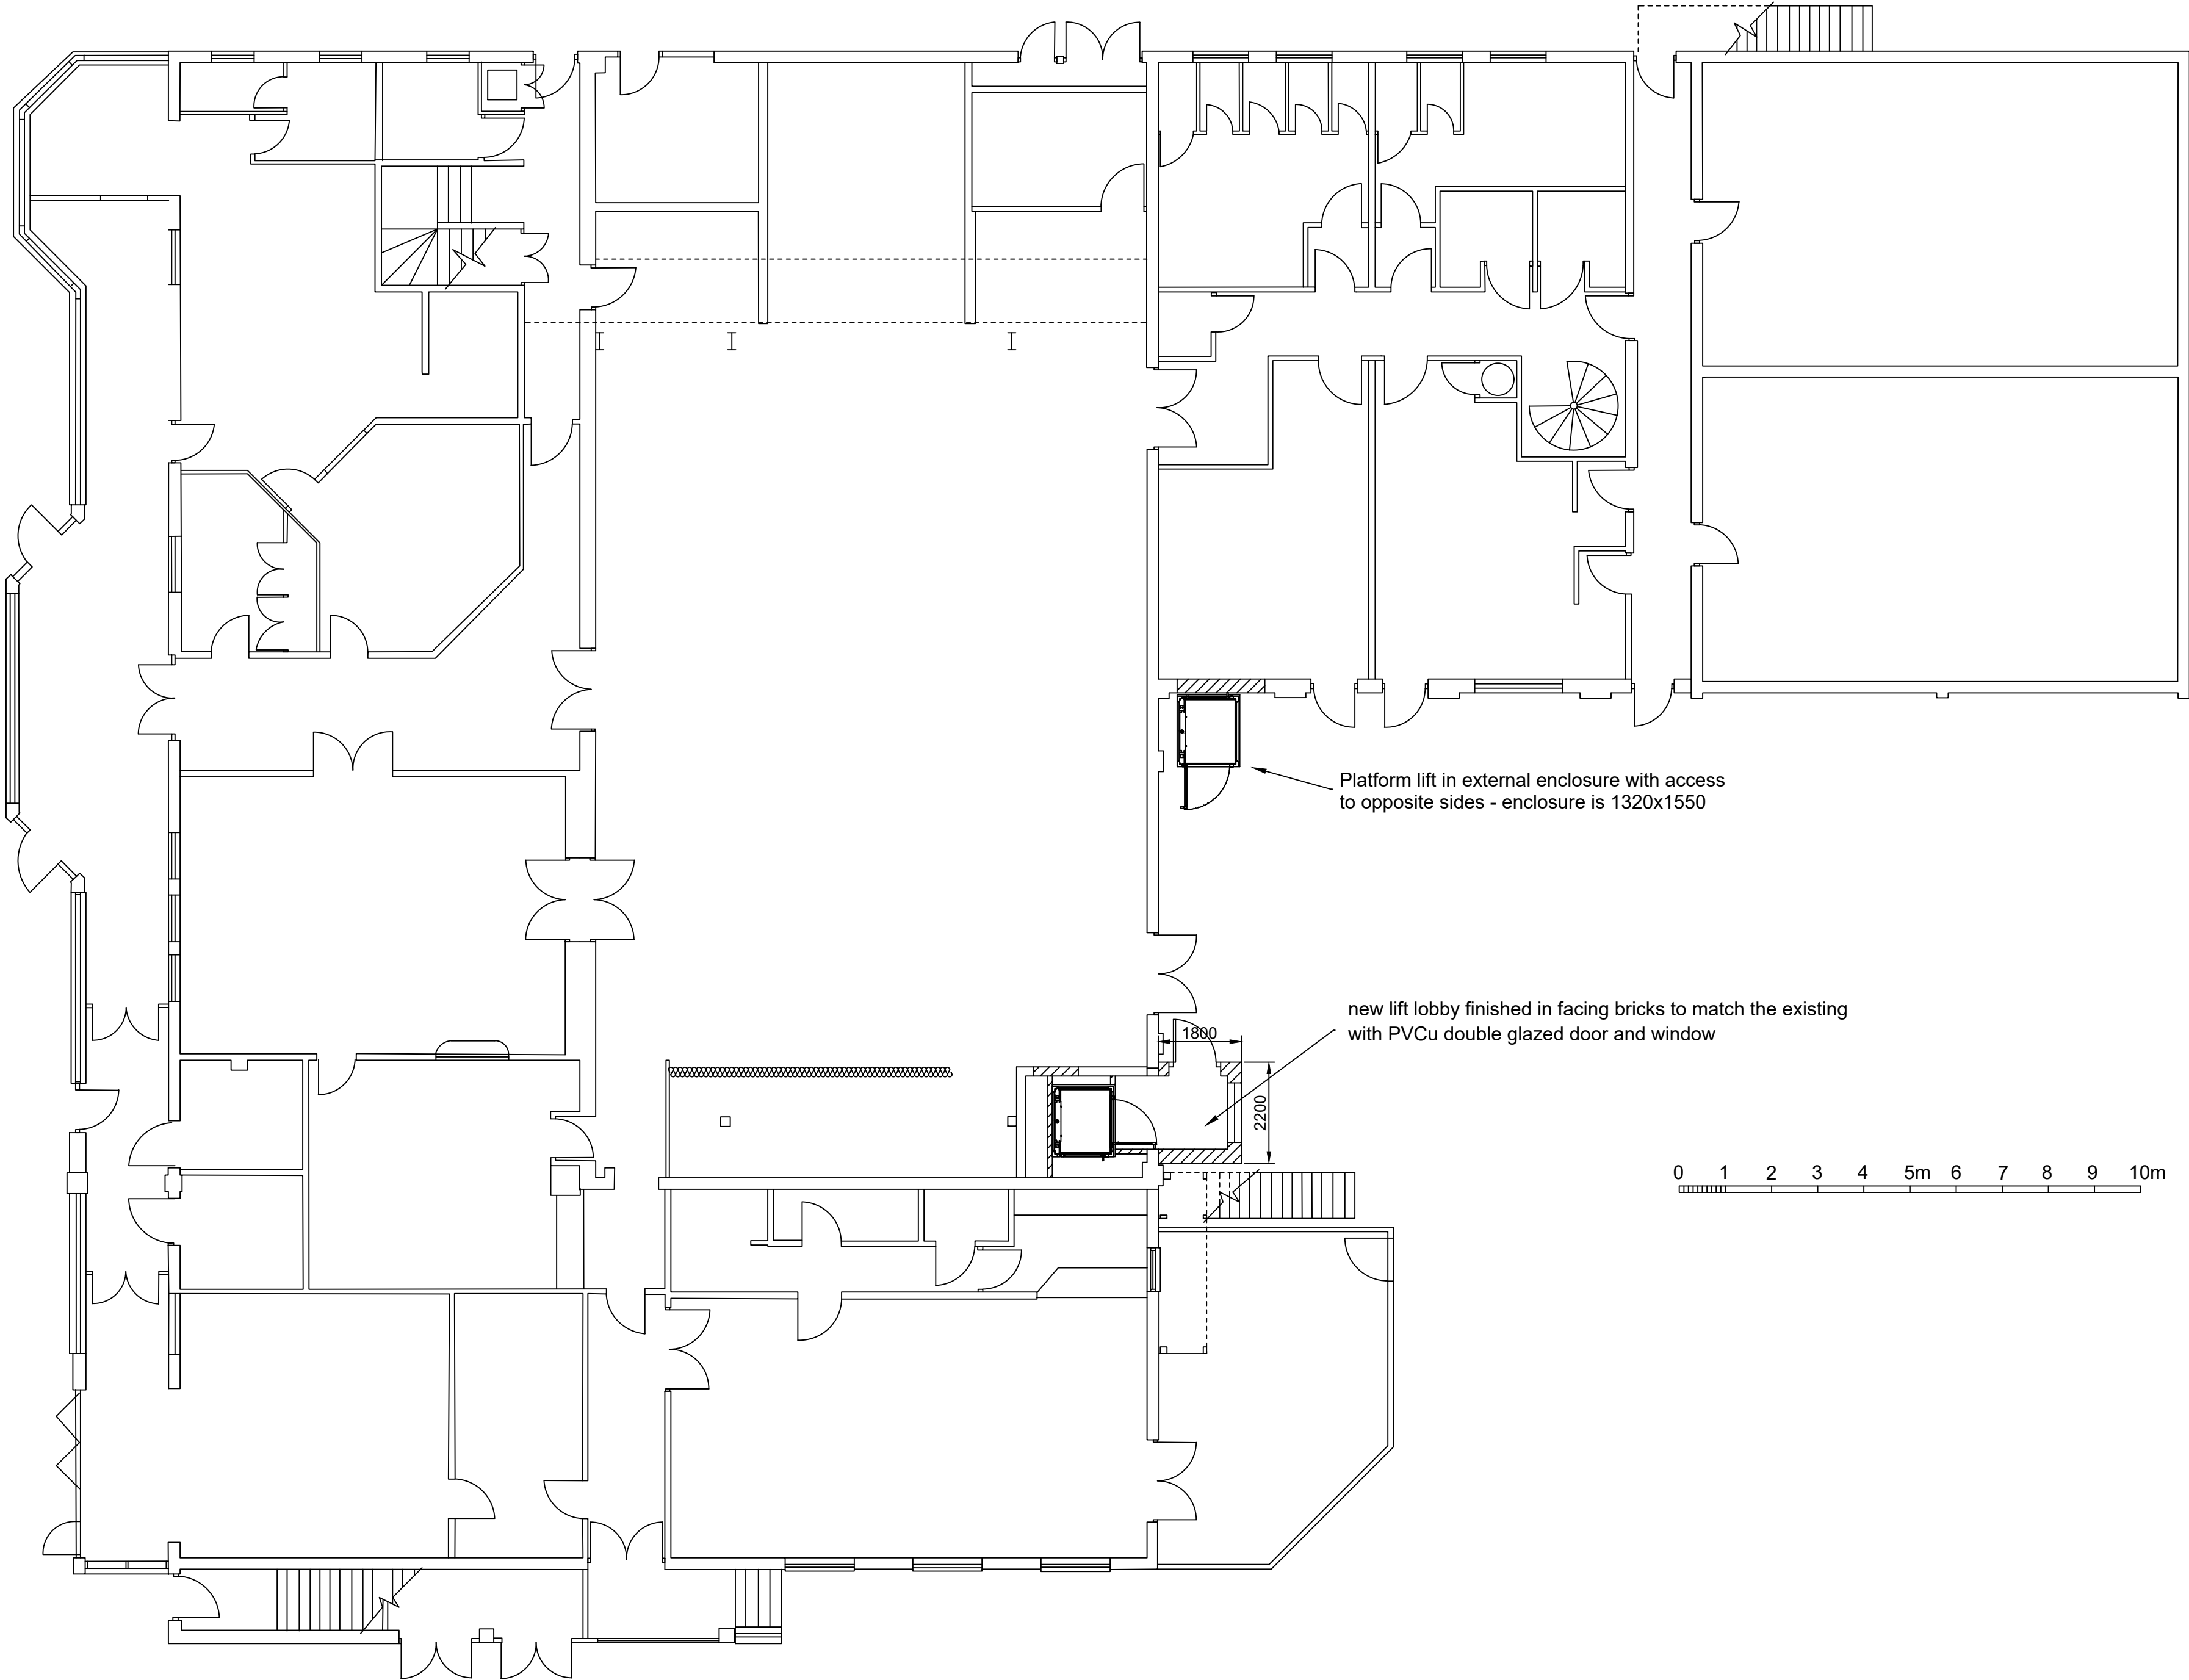 Platform lift in external enclosure with access
to opposite sides - enclosure is 1320x1550
new lift lobby finished in facing bricks to match the existing
with PVCu double glazed door and window
1800
2200
0 1 2 3 4 5m 6 7 8 9 10m